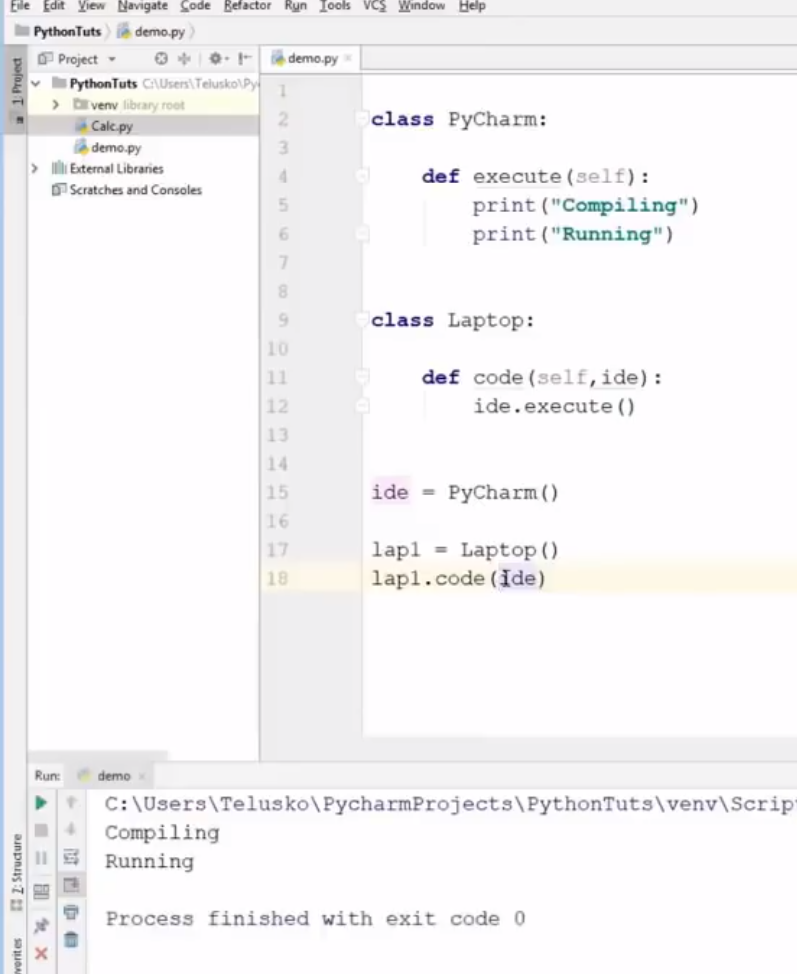 File Edit View Navigate Code Refactor Run Tools VCS Window Help
PythonTuts demo.py
1: Project
Project
demo.py
PythonTuts C:\Users\Telusko\Py
venv library root
Calc.py
demo.py
External Libraries
Scratches and Consoles
1
2 class PyCharm:
3
4 def execute(self):
5 print("Compiling")
6 print("Running")
7
8
9 class Laptop:
10
11 def code(self,ide):
12 ide.execute()
13
14
15 ide = PyCharm()
16
17 lap1 = Laptop()
18 lap1.code(ide)
Run: demo
C:\Users\Telusko\PycharmProjects\PythonTuts\venv\Scrip
Compiling
Running
Process finished with exit code 0
Z: Structure
vorites